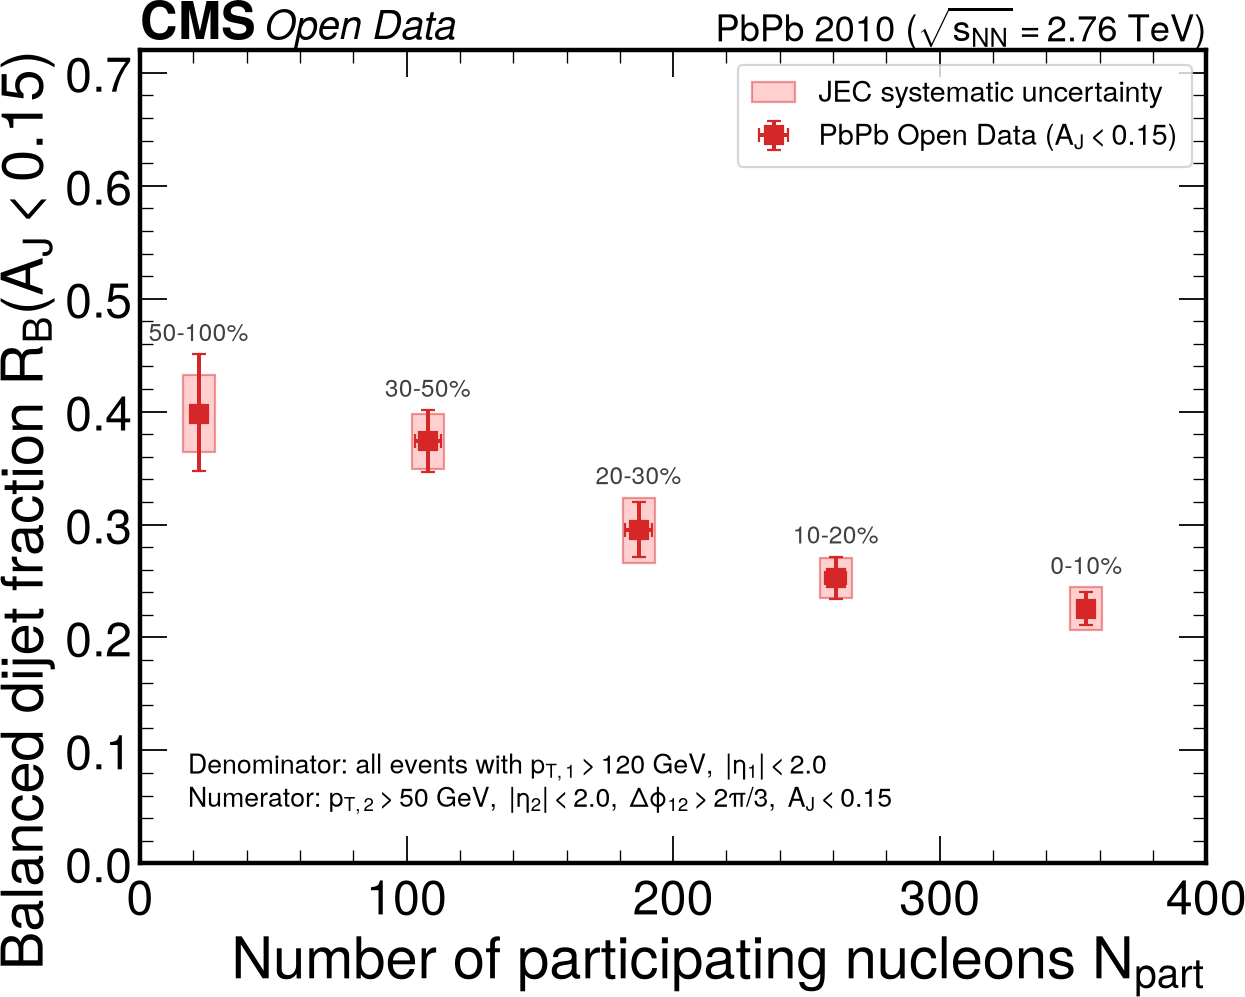 CMS Open Data
PbPb 2010 (√sNN = 2.76 TeV)
JEC systematic uncertainty
PbPb Open Data (AJ < 0.15)
Balanced dijet fraction RB(AJ < 0.15)
0.7
0.6
0.5
0.4
0.3
0.2
0.1
0.0
50-100%
30-50%
20-30%
10-20%
0-10%
Denominator: all events with pT, 1 > 120 GeV, |η1| < 2.0
Numerator: pT, 2 > 50 GeV, |η2| < 2.0, Δϕ12 > 2π/3, AJ < 0.15
0 100 200 300 400
Number of participating nucleons Npart